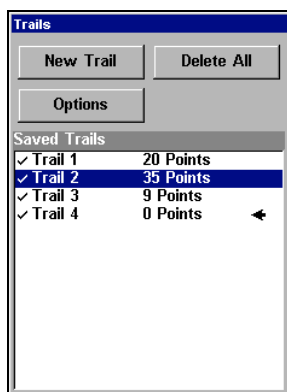 Trails
New Trail Delete All
Options
Saved Trails
✓ Trail 1 20 Points
✓ Trail 2 35 Points
✓ Trail 3 9 Points
✓ Trail 4 0 Points